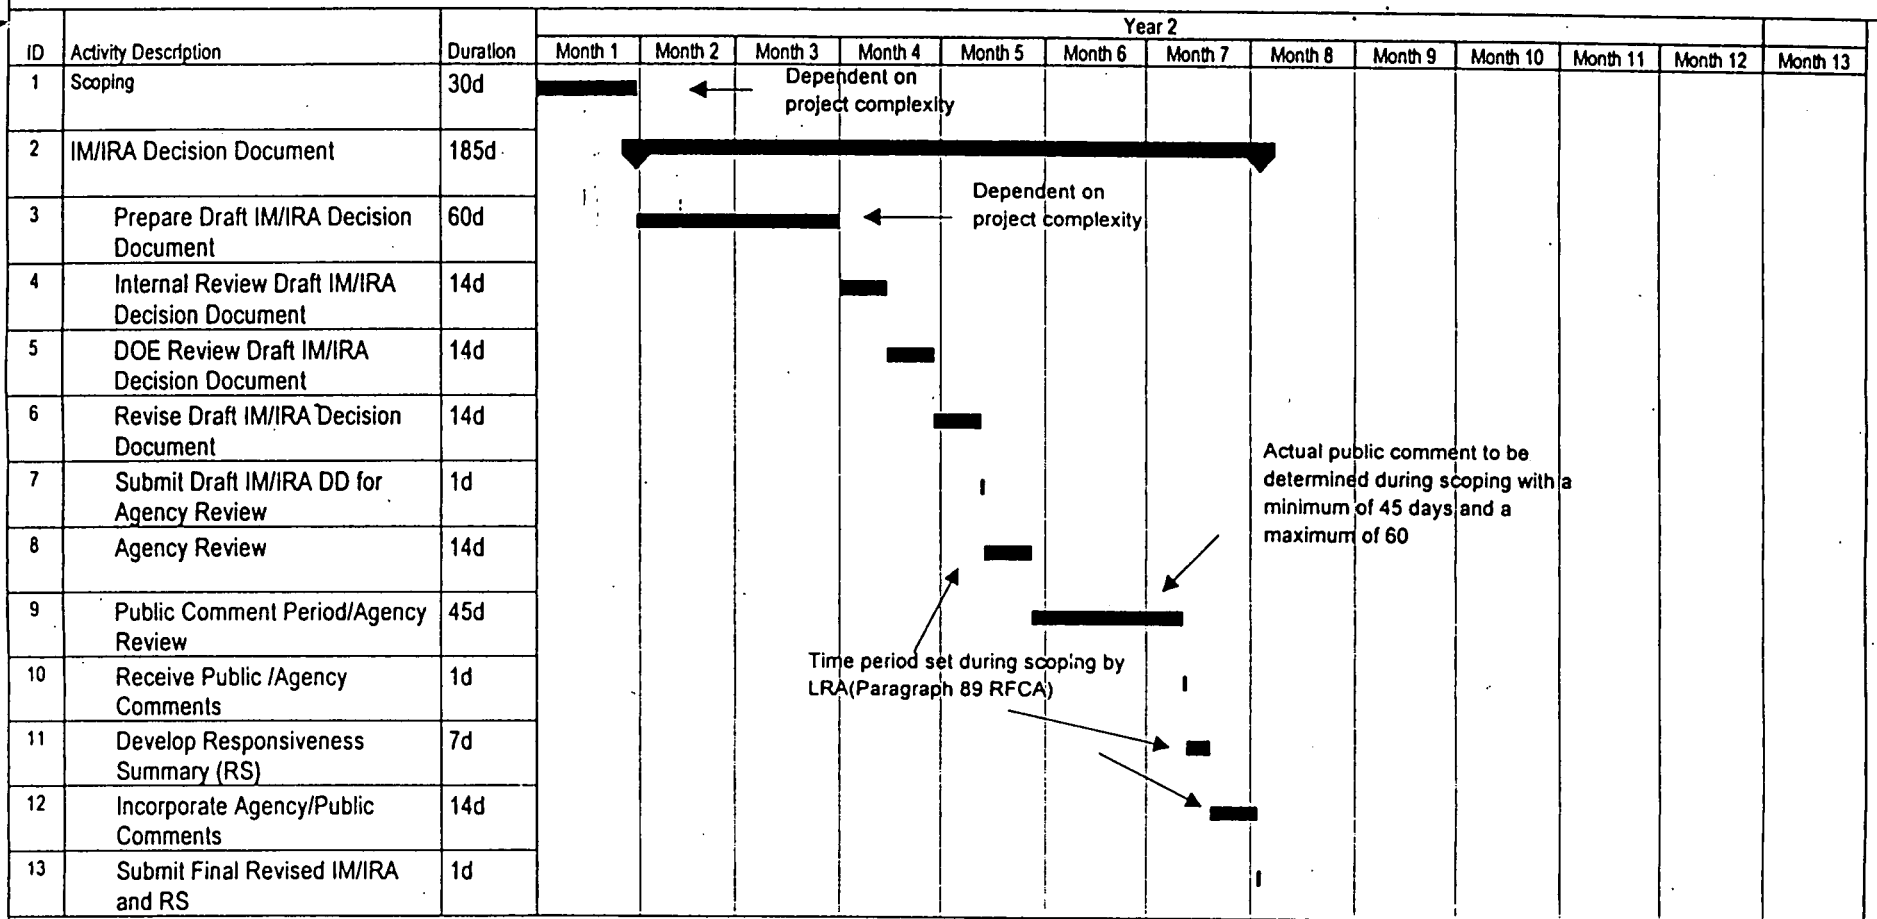 Year 2
ID Activity Description Duration Month 1 Month 2 Month 3 Month 4 Month 5 Month 6 Month 7 Month 8 Month 9 Month 10 Month 11 Month 12 Month 13
1 Scoping 30d
Dependent on
project complexity
2 IM/IRA Decision Document 185d
3 Prepare Draft IM/IRA Decision 60d
Document
Dependent on
project complexity
4 Internal Review Draft IM/IRA 14d
Decision Document
5 DOE Review Draft IM/IRA 14d
Decision Document
6 Revise Draft IM/IRA Decision 14d
Document
7 Submit Draft IM/IRA DD for 1d
Agency Review
Actual public comment to be
determined during scoping with a
minimum of 45 days and a
maximum of 60
8 Agency Review 14d
9 Public Comment Period/Agency 45d
Review
Time period set during scoping by
LRA(Paragraph 89 RFCA)
10 Receive Public /Agency 1d
Comments
11 Develop Responsiveness 7d
Summary (RS)
12 Incorporate Agency/Public 14d
Comments
13 Submit Final Revised IM/IRA 1d
and RS